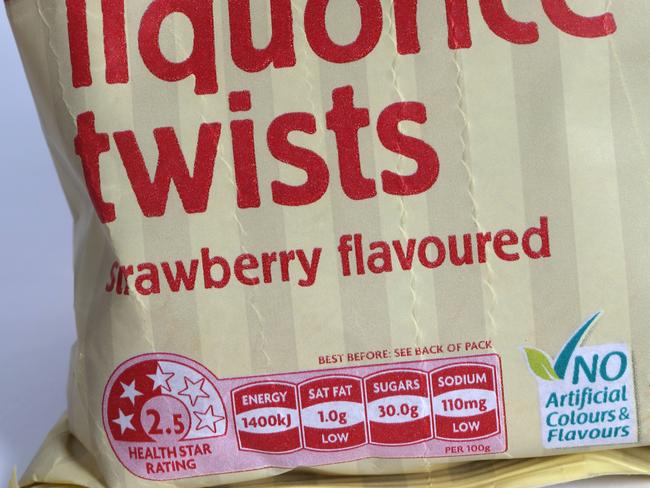 liquorice
twists
strawberry flavoured
BEST BEFORE: SEE BACK OF PACK
2.5
HEALTH STAR
RATING
ENERGY
1400kJ
SAT FAT
1.0g
LOW
SUGARS
30.0g
SODIUM
110mg
LOW
PER 100g
NO
Artificial
Colours &
Flavours